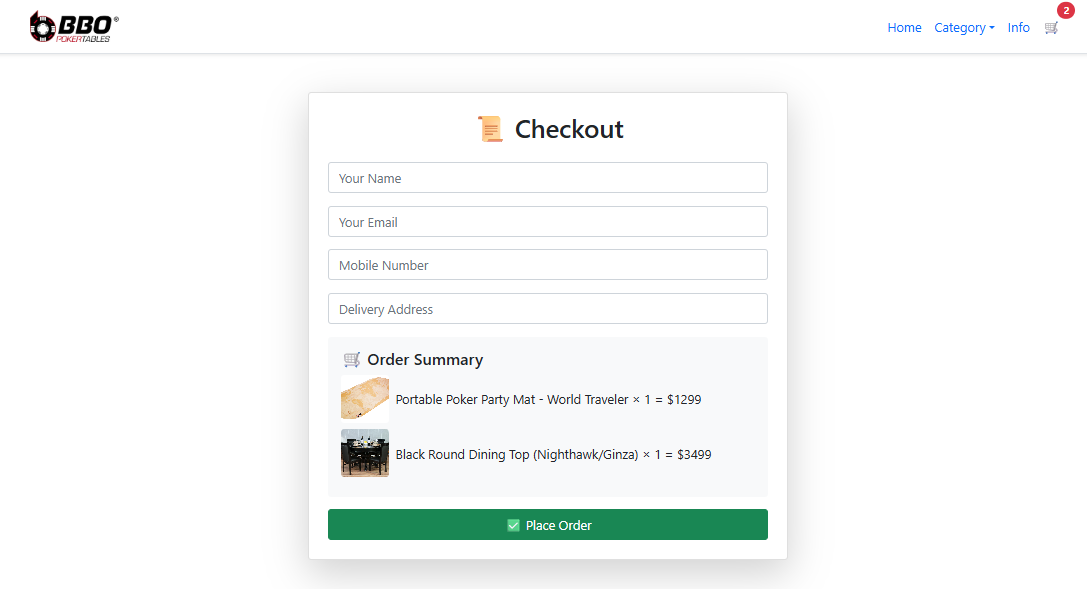 BBO®
POKERTABLES
Home Category Info 2
Checkout
Your Name
Your Email
Mobile Number
Delivery Address
Order Summary
Portable Poker Party Mat - World Traveler × 1 = $1299
Black Round Dining Top (Nighthawk/Ginza) × 1 = $3499
Place Order